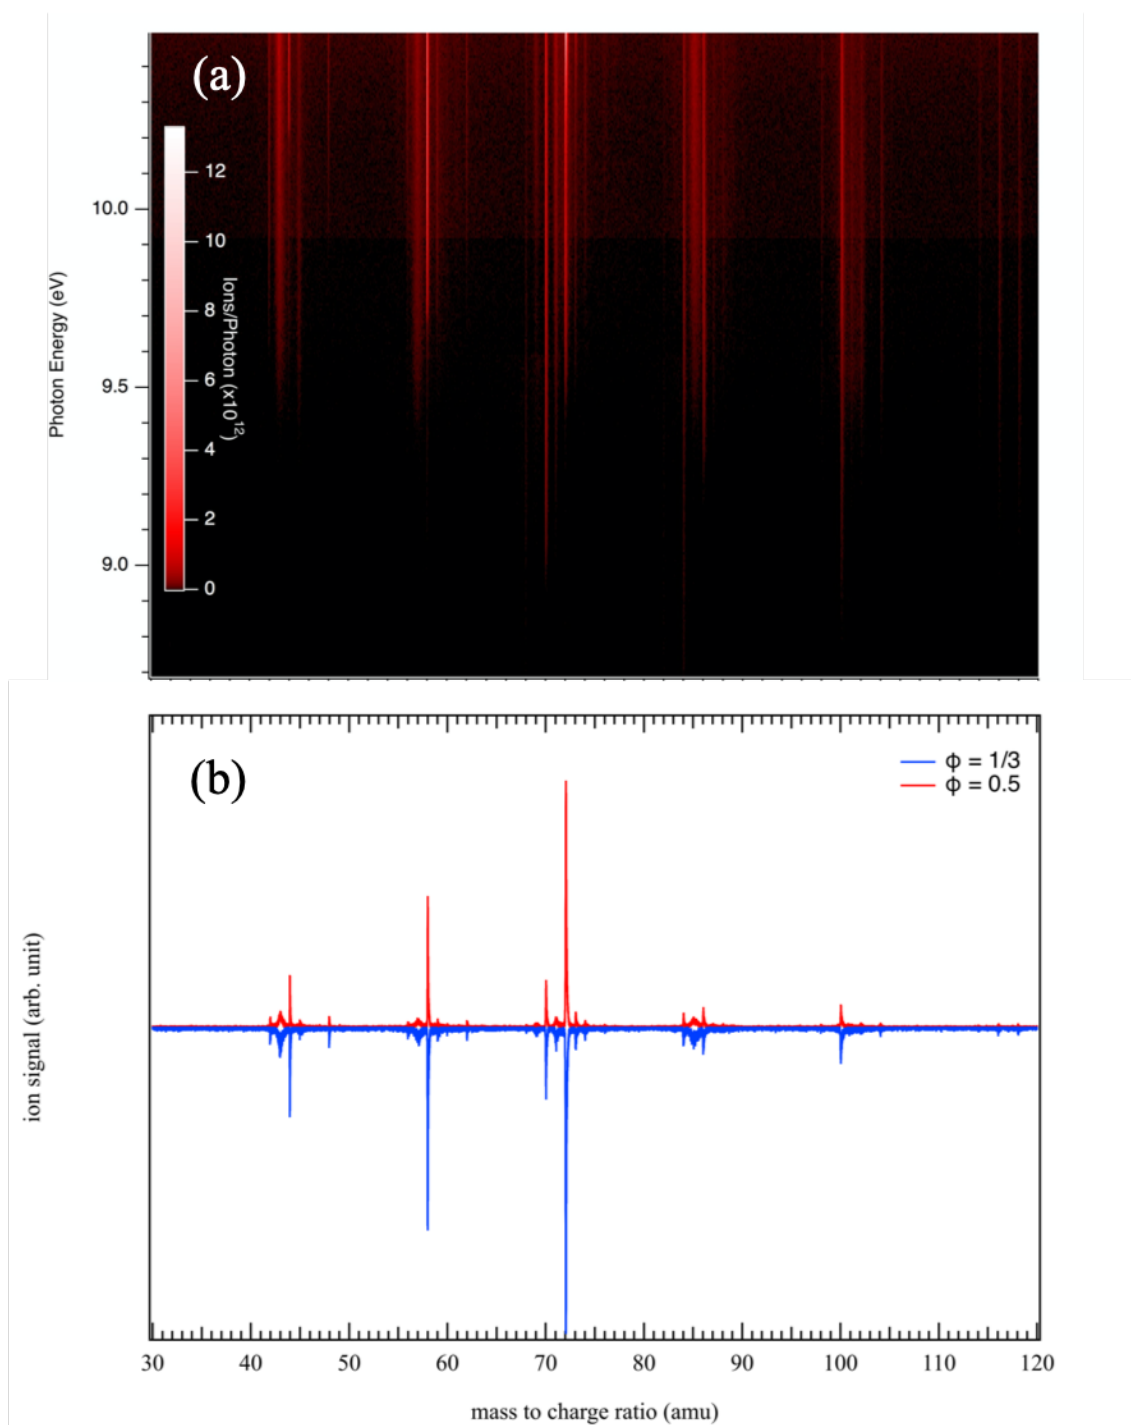 (a)
12
10
8
6
4
2
0
Ions/Photon (x10¹²)
10.0
9.5
9.0
Photon Energy (eV)
(b)
ϕ = 1/3
ϕ = 0.5
ion signal (arb. unit)
30 40 50 60 70 80 90 100 110 120
mass to charge ratio (amu)